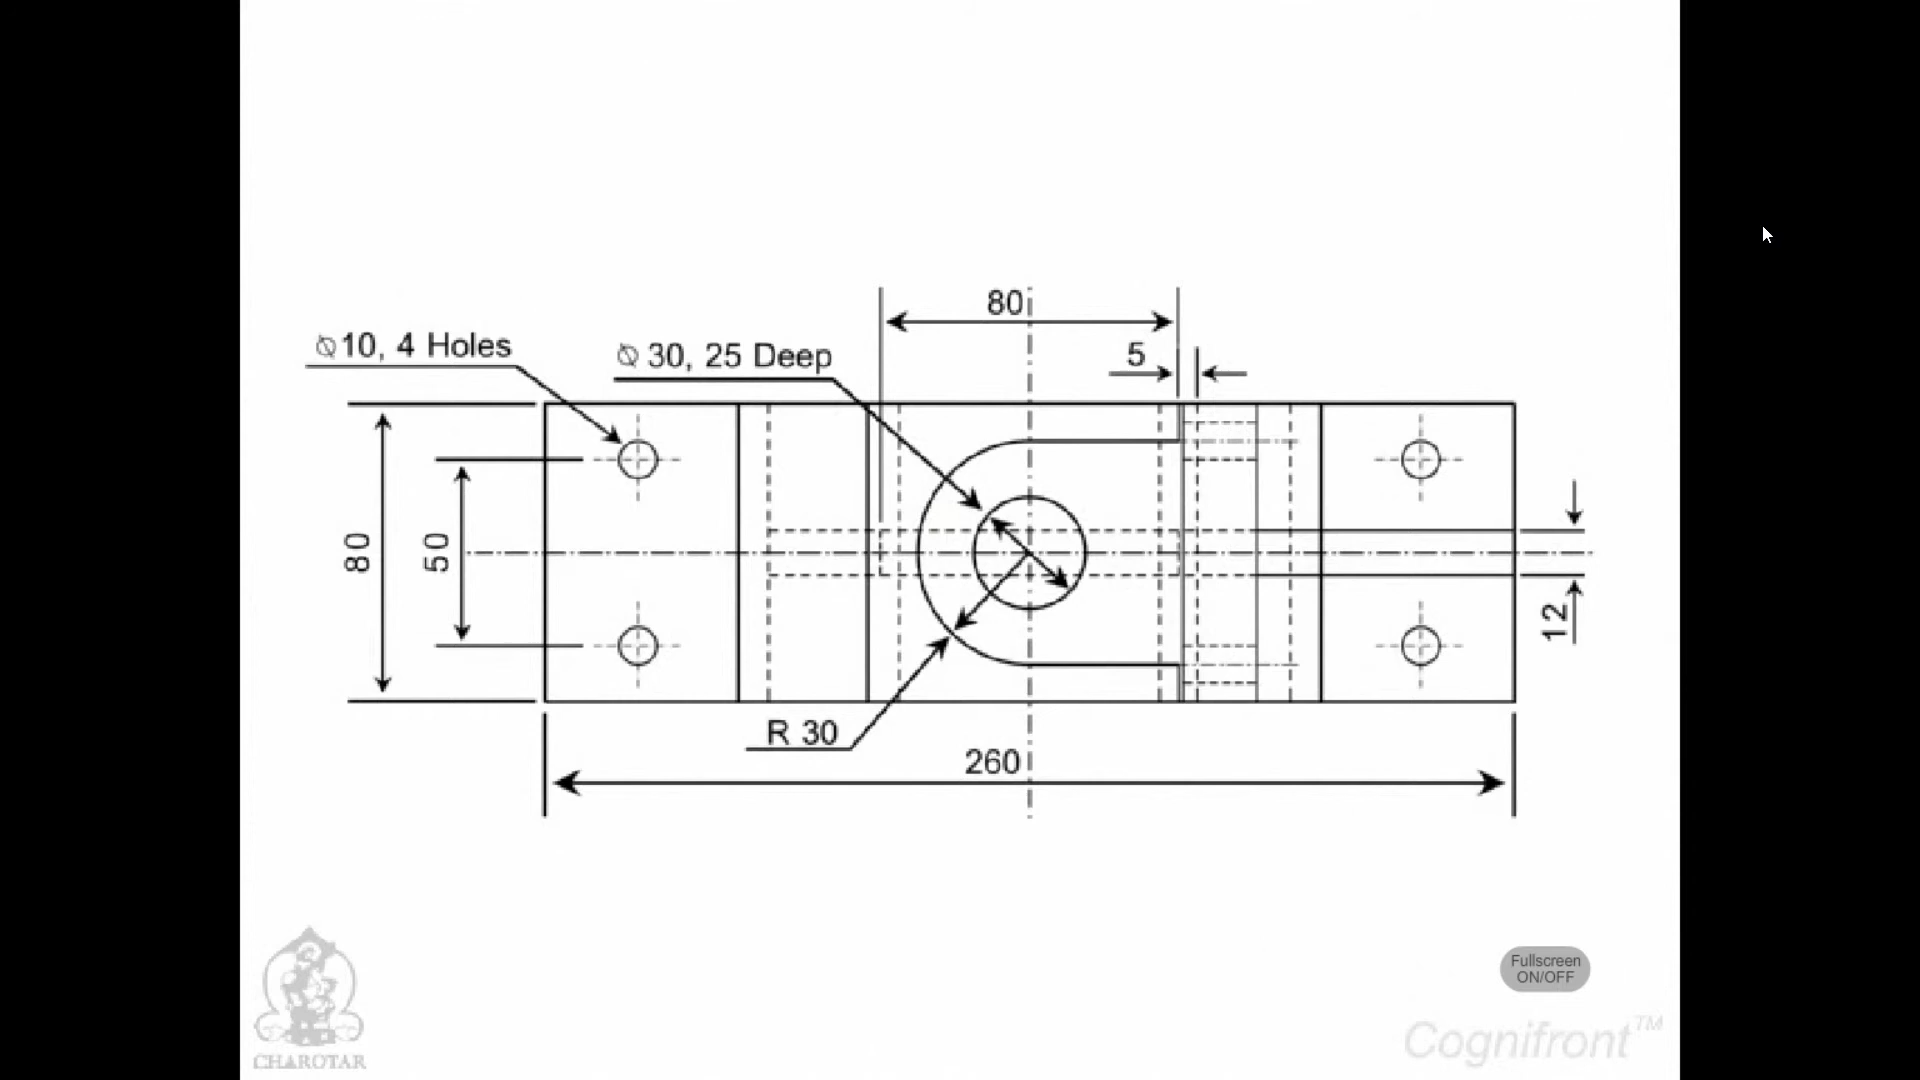 80
5
⌀10, 4 Holes
⌀ 30, 25 Deep
80
50
12
R 30
260
Fullscreen
ON/OFF
Cognifront™
CHAROTAR